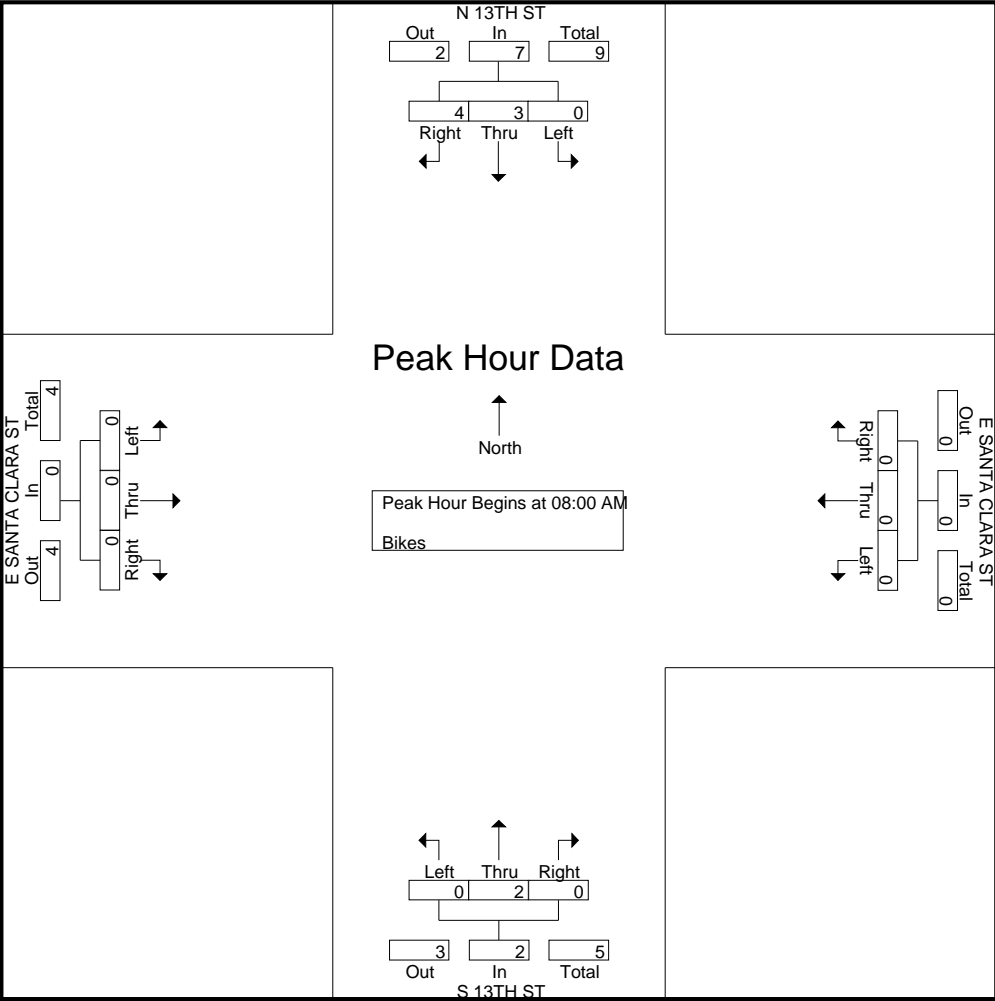 N 13TH ST
Out In Total
2 7 9
4 3 0
Right Thru Left
Peak Hour Data
North
Peak Hour Begins at 08:00 AM
Bikes
E SANTA CLARA ST
Total In Out
4 0 4
0 0 0
Left Thru Right
E SANTA CLARA ST
Out In Total
0 0 0
0 0 0
Right Thru Left
Left Thru Right
0 2 0
3 2 5
Out In Total
S 13TH ST